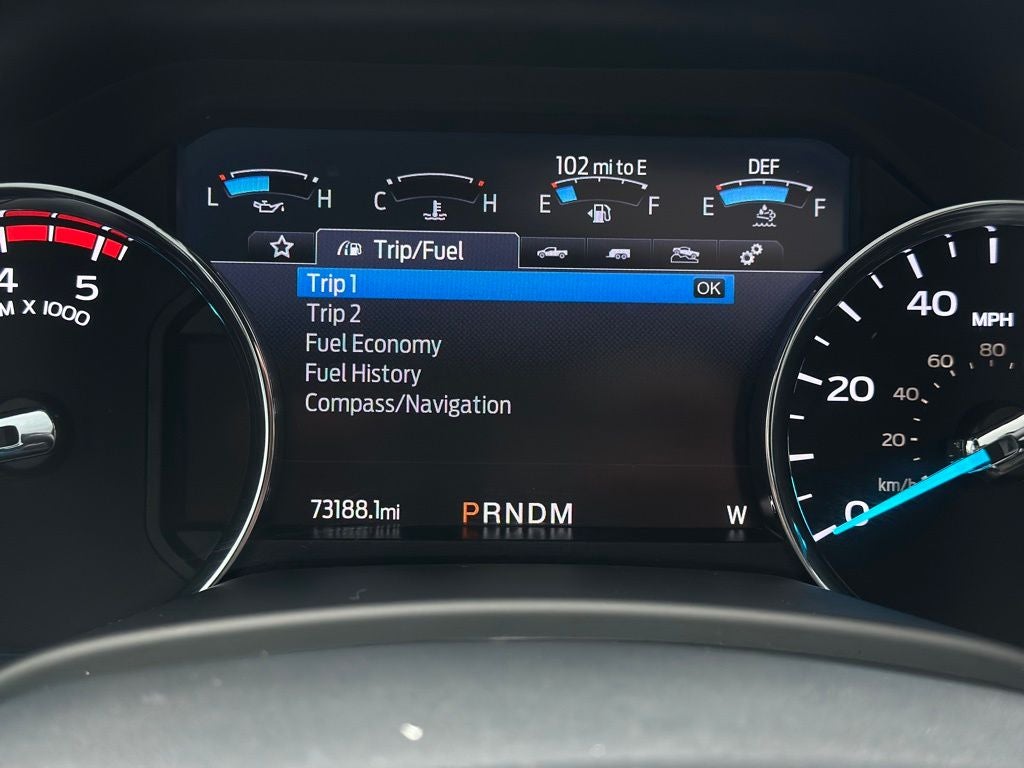 102 mi to E
DEF
L H
C H
E F
E F
Trip/Fuel
Trip 1 OK
Trip 2
Fuel Economy
Fuel History
Compass/Navigation
73188.1mi
PRNDM
W
4 5
M X 1000
40
MPH
20
0
80
60
40
20
km/h